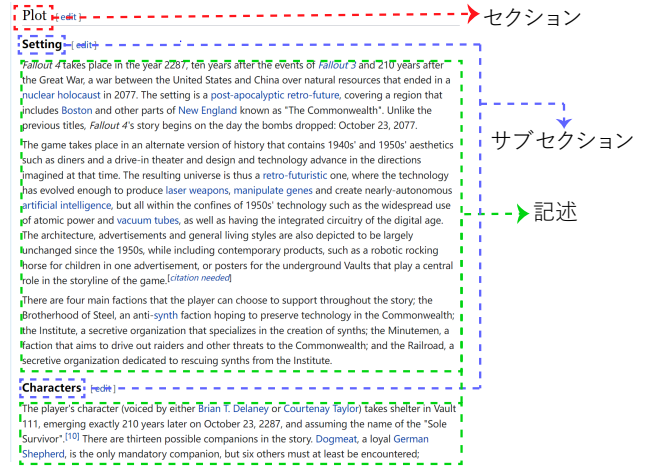 Plot [ edit ]
セクション
Setting [ edit ]
Fallout 4 takes place in the year 2287, ten years after the events of Fallout 3 and 210 years after
the Great War, a war between the United States and China over natural resources that ended in a
nuclear holocaust in 2077. The setting is a post-apocalyptic retro-future, covering a region that
includes Boston and other parts of New England known as "The Commonwealth". Unlike the
previous titles, Fallout 4's story begins on the day the bombs dropped: October 23, 2077.
サブセクション
The game takes place in an alternate version of history that contains 1940s' and 1950s' aesthetics
such as diners and a drive-in theater and design and technology advance in the directions
imagined at that time. The resulting universe is thus a retro-futuristic one, where the technology
has evolved enough to produce laser weapons, manipulate genes and create nearly-autonomous
artificial intelligence, but all within the confines of 1950s' technology such as the widespread use
of atomic power and vacuum tubes, as well as having the integrated circuitry of the digital age.
記述
The architecture, advertisements and general living styles are also depicted to be largely
unchanged since the 1950s, while including contemporary products, such as a robotic rocking
horse for children in one advertisement, or posters for the underground Vaults that play a central
role in the storyline of the game.[citation needed]
There are four main factions that the player can choose to support throughout the story; the
Brotherhood of Steel, an anti-synth faction hoping to preserve technology in the Commonwealth;
the Institute, a secretive organization that specializes in the creation of synths; the Minutemen, a
faction that aims to drive out raiders and other threats to the Commonwealth; and the Railroad, a
secretive organization dedicated to rescuing synths from the Institute.
Characters [ edit ]
The player's character (voiced by either Brian T. Delaney or Courtenay Taylor) takes shelter in Vault
111, emerging exactly 210 years later on October 23, 2287, and assuming the name of the "Sole
Survivor".[10] There are thirteen possible companions in the story. Dogmeat, a loyal German
Shepherd, is the only mandatory companion, but six others must at least be encountered;